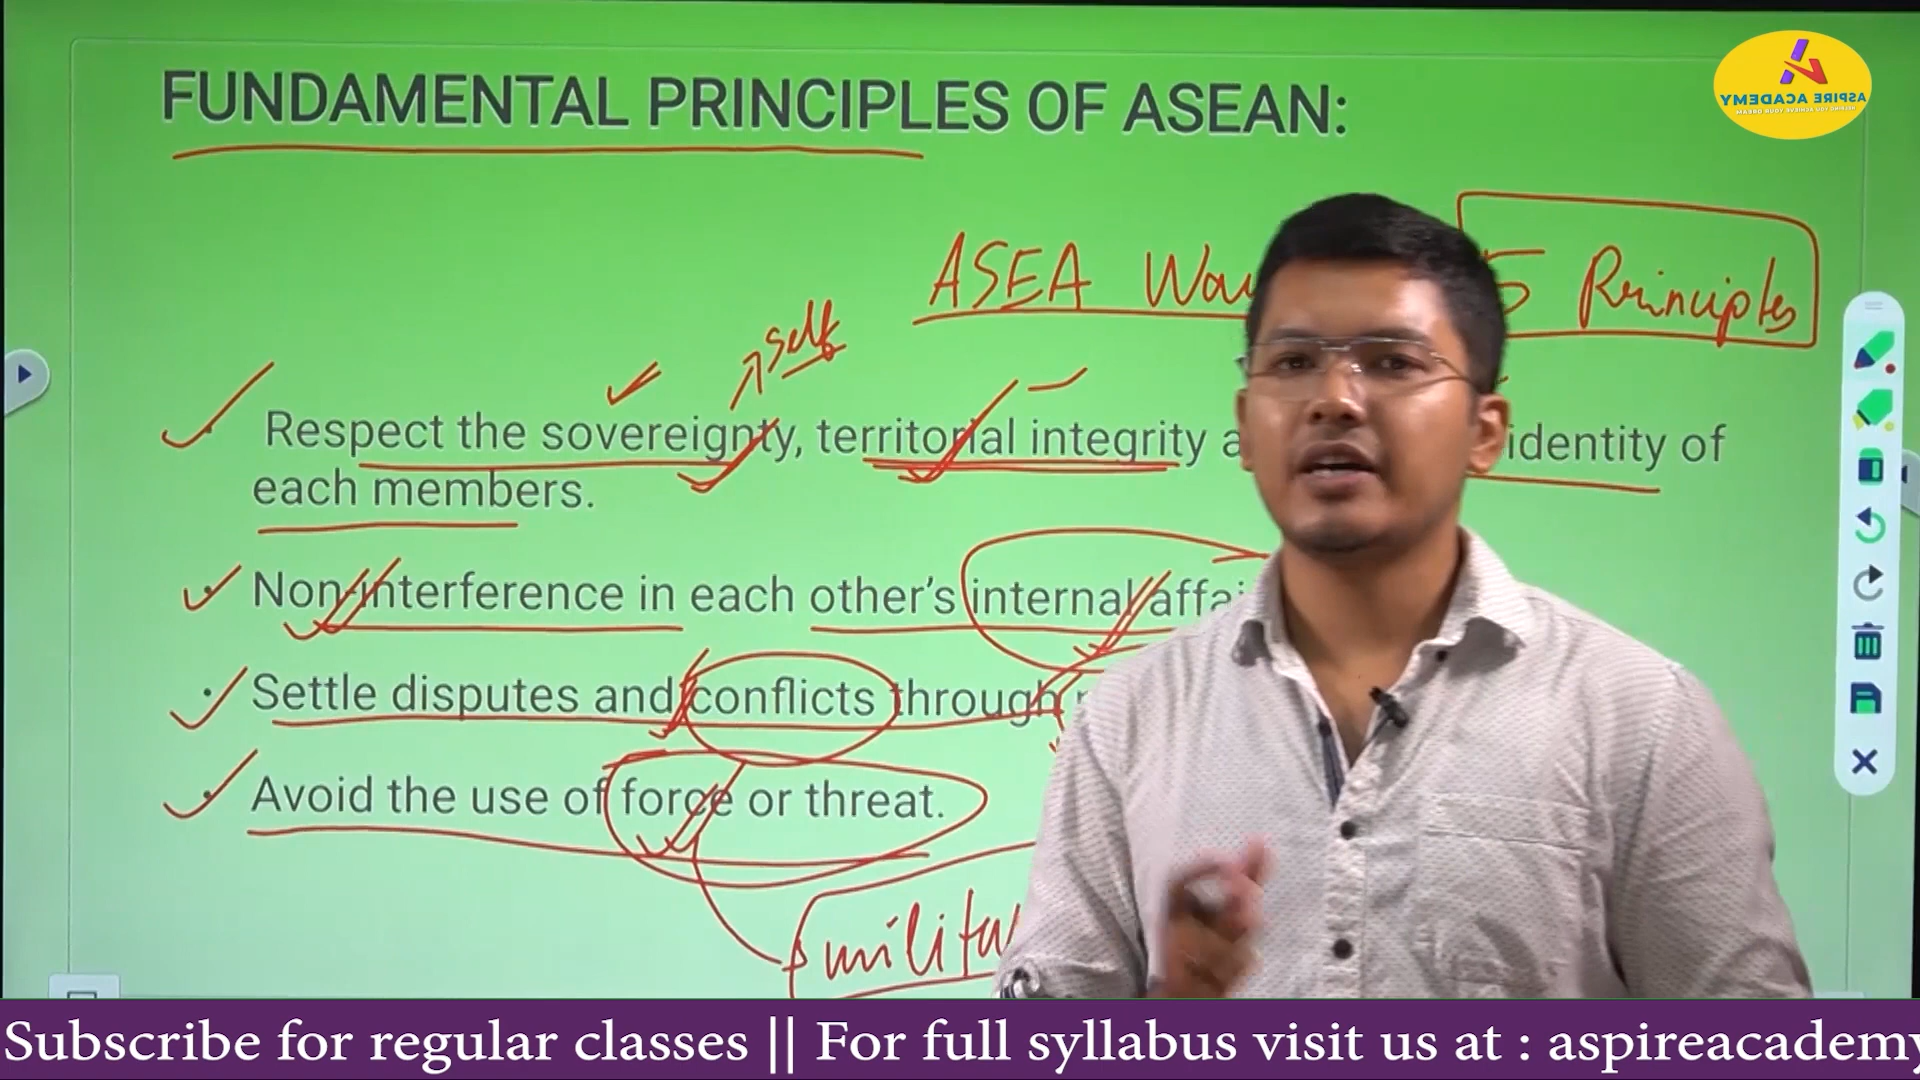 FUNDAMENTAL PRINCIPLES OF ASEAN:
ASPIRE ACADEMY
ASEA Way 5 Principles
self
Respect the sovereignty, territorial integrity a identity of
each members.
Non-interference in each other's internal affai
Settle disputes and conflicts through
Avoid the use of force or threat.
milita
Subscribe for regular classes || For full syllabus visit us at : aspireacademy